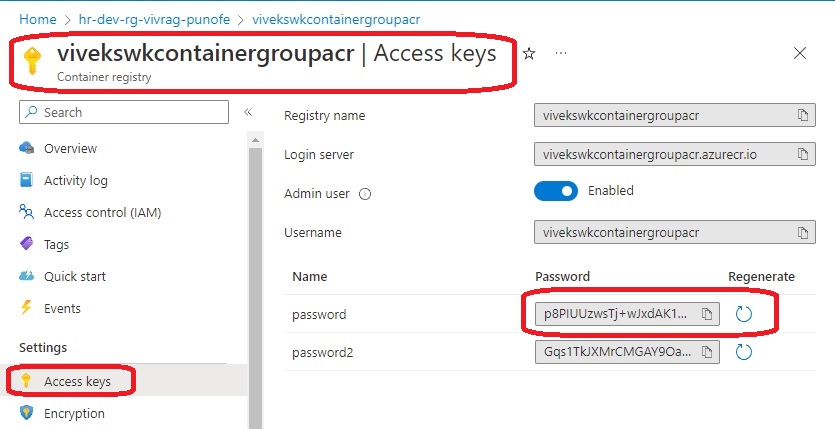 Home > hr-dev-rg-vivrag-punofe > vivekswkcontainergroupacr
vivekswkcontainergroupacr | Access keys
Container registry
Search
Overview
Activity log
Access control (IAM)
Tags
Quick start
Events
Settings
Access keys
Encryption
Registry name vivekswkcontainergroupacr
Login server vivekswkcontainergroupacr.azurecr.io
Admin user Enabled
Username vivekswkcontainergroupacr
Name Password Regenerate
password p8PIUUzwsTj+wJxdAK1...
password2 Gqs1TkJXMrCMGAY9Oa...